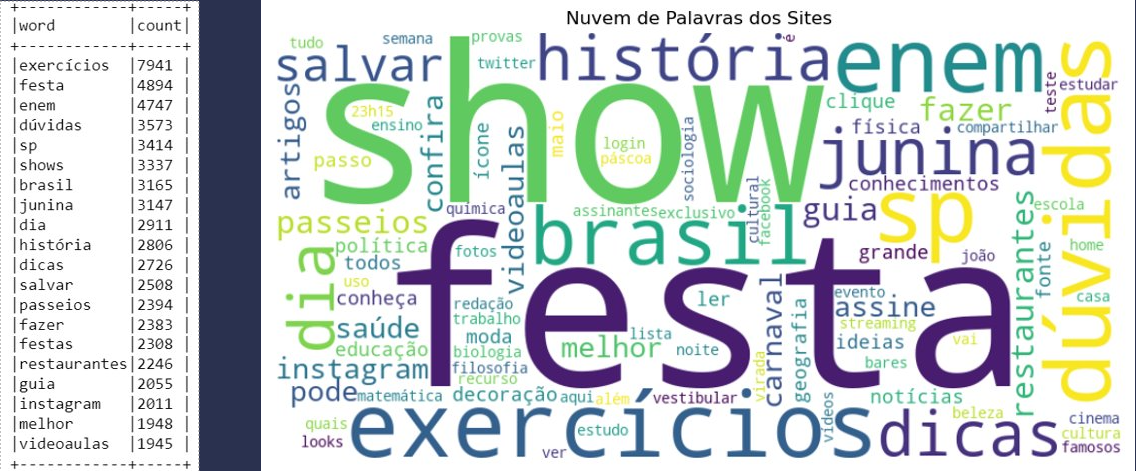 +------------+-----+
|word        |count|
+------------+-----+
|exercícios  |7941 |
|festa       |4894 |
|enem        |4747 |
|dúvidas     |3573 |
|sp          |3414 |
|shows       |3337 |
|brasil      |3165 |
|junina      |3147 |
|dia         |2911 |
|história    |2806 |
|dicas       |2726 |
|salvar      |2508 |
|passeios    |2394 |
|fazer       |2383 |
|festas      |2308 |
|restaurantes|2246 |
|guia        |2055 |
|instagram   |2011 |
|melhor      |1948 |
|videoaulas  |1945 |
+------------+-----+
Nuvem de Palavras dos Sites
tudo
semana
provas
é
salvar
twitter
história
enem
show
artigos
23h15
ensino
passo
confira
ícone
videoaulas
maio
login
páscoa
sociologia
clique
fazer
teste
estudar
dúvidas
física
compartilhar
junina
conhecimentos
passeios
química
assinantes
exclusivo
cultural
facebook
guia
sp
restaurantes
escola
dia
política
todos
fotos
brasil
grande
joão
fonte
home
uso
conheça
festa
casa
saúde
educação
instagram
redação
trabalho
moda
biologia
filosofia
recurso
ler
lista
melhor
noite
carnaval
virada
geografia
evento
assine
streaming
ideias
vai
bares
pode
matemática
decoração
aqui
além
vestibular
notícias
quais
looks
exercícios
estudo
ver
vídeos
dicas
beleza
cinema
cultura
famosos